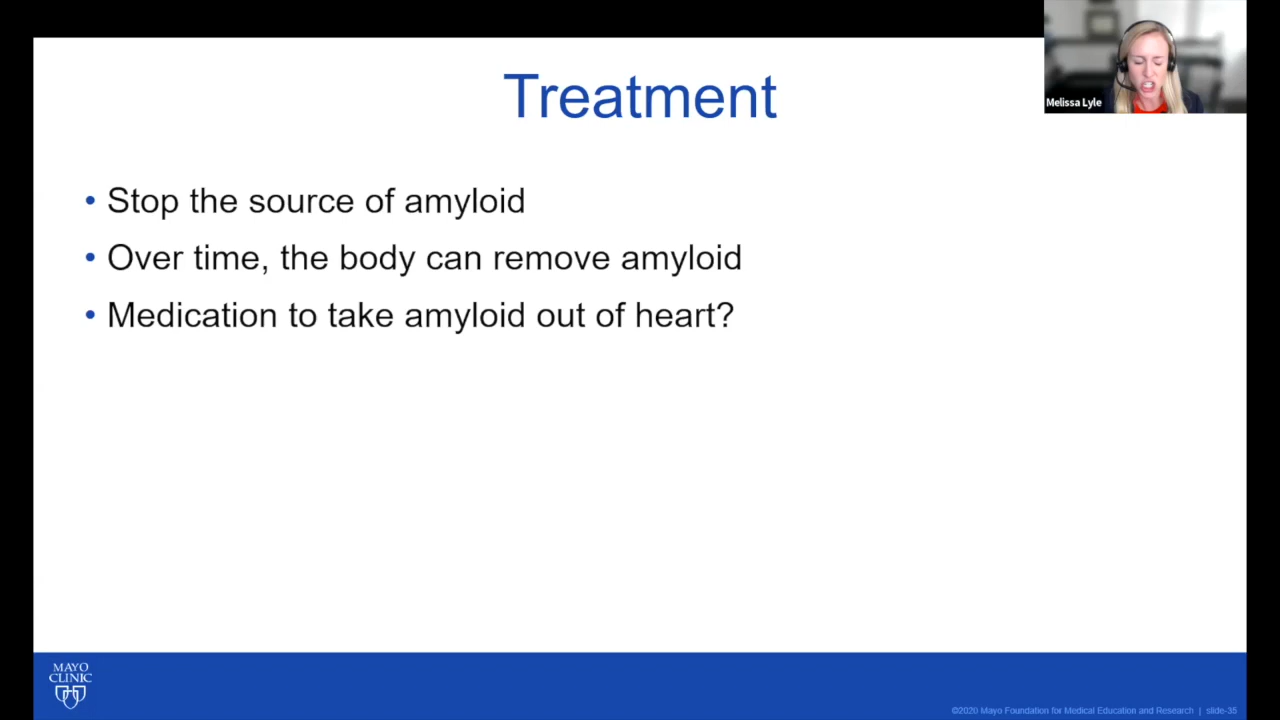 Treatment
Melissa Lyle
• Stop the source of amyloid
• Over time, the body can remove amyloid
• Medication to take amyloid out of heart?
MAYO
CLINIC
©2020 Mayo Foundation for Medical Education and Research | slide-35